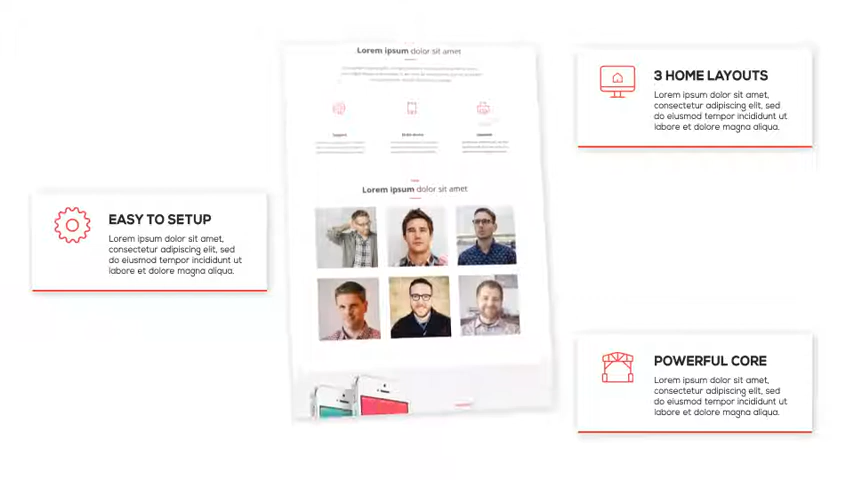 Lorem ipsum dolor sit amet
Lorem ipsum dolor sit amet
EASY TO SETUP
Lorem ipsum dolor sit amet,
consectetur adipiscing elit, sed
do eiusmod tempor incididunt ut
labore et dolore magna aliqua.
3 HOME LAYOUTS
Lorem ipsum dolor sit amet,
consectetur adipiscing elit, sed
do eiusmod tempor incididunt ut
labore et dolore magna aliqua.
POWERFUL CORE
Lorem ipsum dolor sit amet,
consectetur adipiscing elit, sed
do eiusmod tempor incididunt ut
labore et dolore magna aliqua.